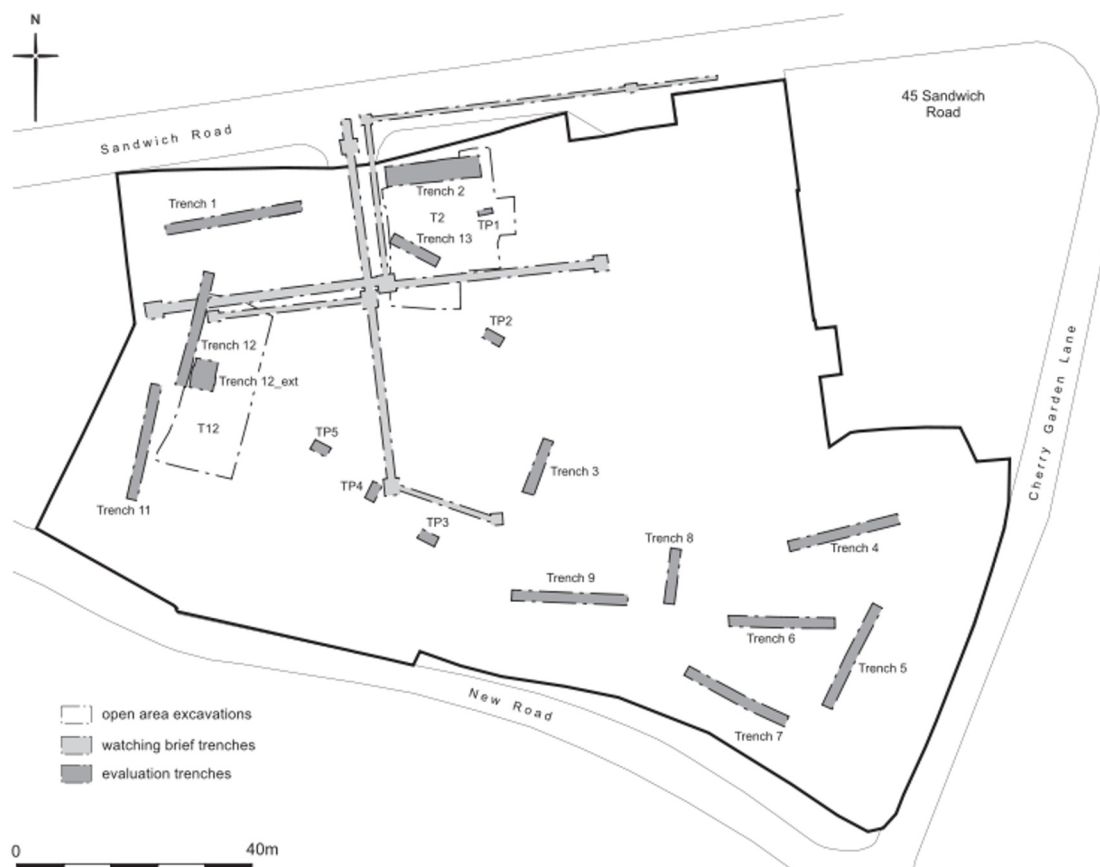 N
45 Sandwich
Road
Sandwich Road
Trench 2
Trench 1
T2
TP1
Trench 13
TP2
Trench 12
Trench 12_ext
Cherry Garden Lane
T12
TP5
Trench 3
TP4
Trench 11
TP3
Trench 8
Trench 4
Trench 9
Trench 6
Trench 5
New Road
Trench 7
open area excavations
watching brief trenches
evaluation trenches
0 40m